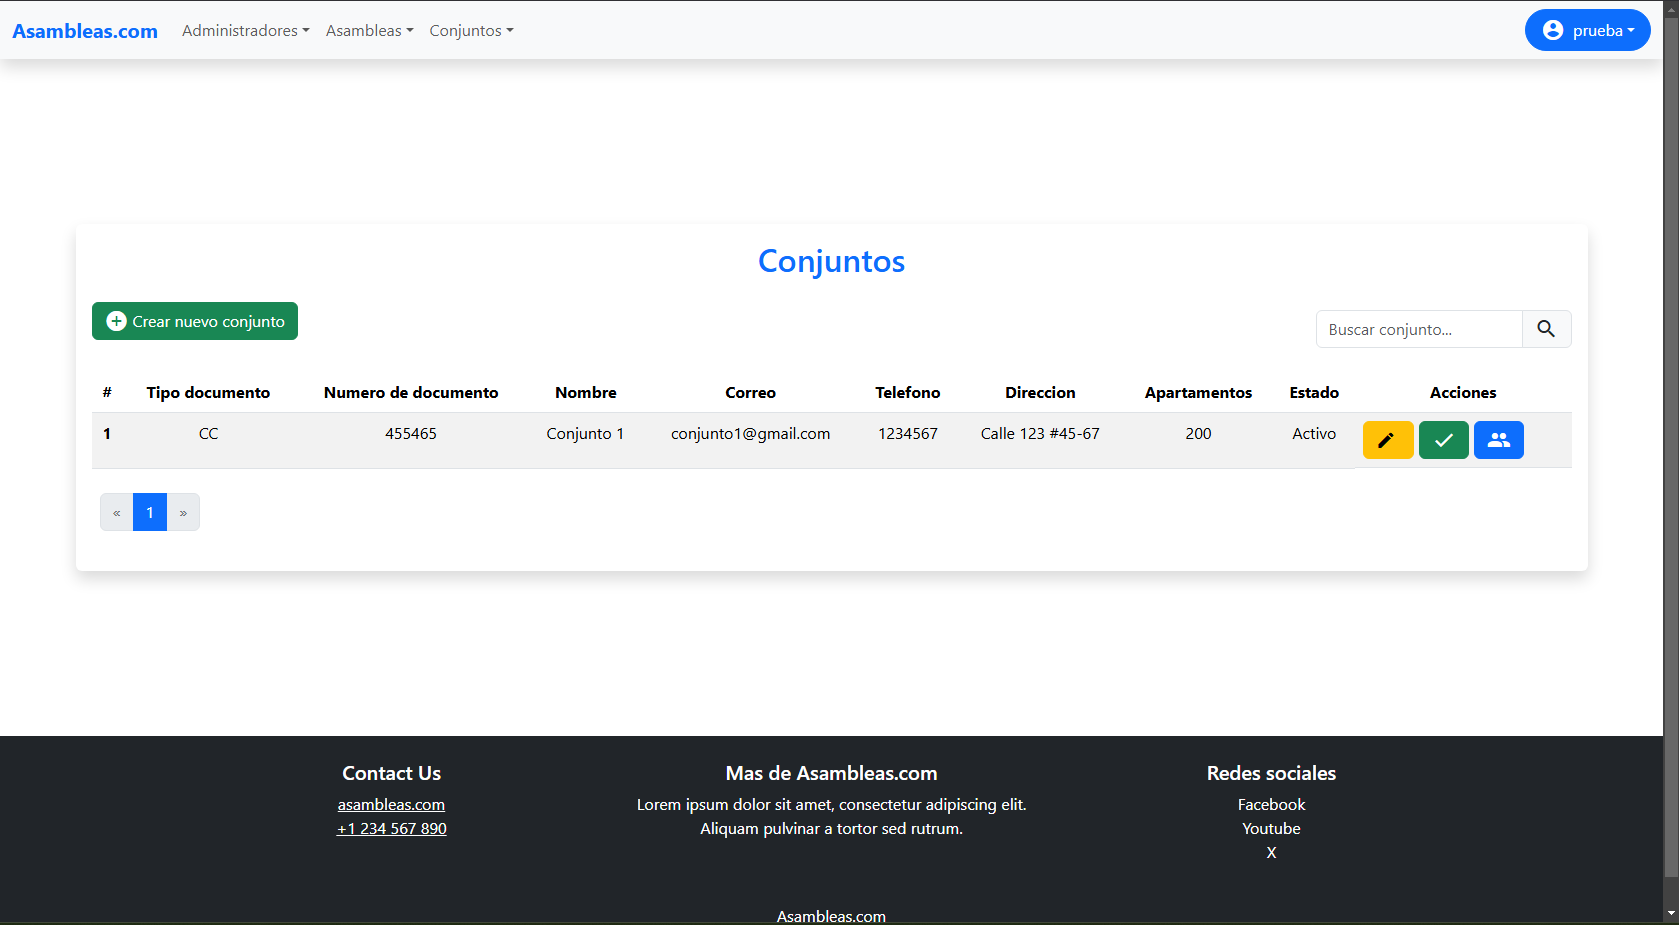 Asambleas.com Administradores Asambleas Conjuntos prueba
Conjuntos
Crear nuevo conjunto
Buscar conjunto...
# Tipo documento Numero de documento Nombre Correo Telefono Direccion Apartamentos Estado Acciones
1 CC 455465 Conjunto 1 conjunto1@gmail.com 1234567 Calle 123 #45-67 200 Activo
« 1 »
Contact Us
asambleas.com
+1 234 567 890
Mas de Asambleas.com
Lorem ipsum dolor sit amet, consectetur adipiscing elit.
Aliquam pulvinar a tortor sed rutrum.
Redes sociales
Facebook
Youtube
X
Asambleas.com